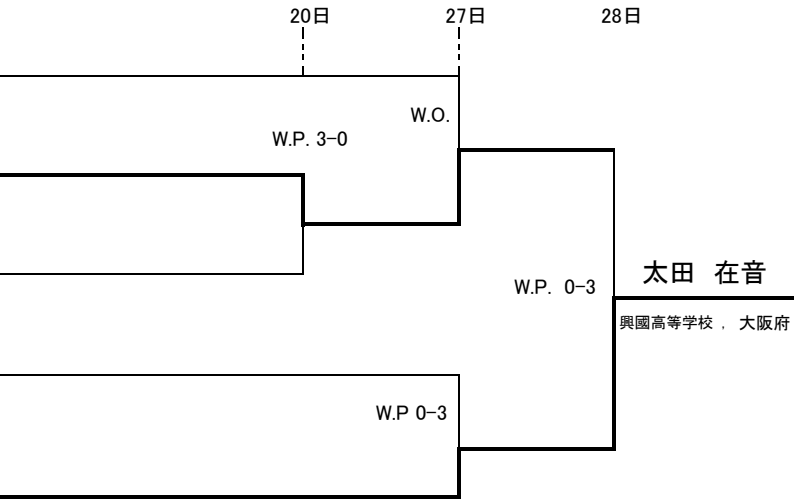 20日 27日 28日
W.O.
W.P. 3-0
太田 在音
W.P. 0-3
興國高等学校 , 大阪府
W.P 0-3